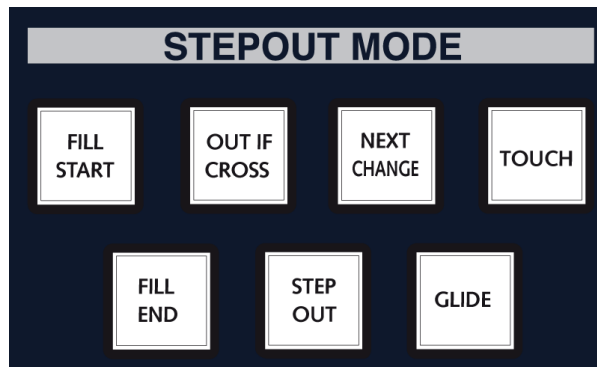 STEPOUT MODE
FILL
START
OUT IF
CROSS
NEXT
CHANGE
TOUCH
FILL
END
STEP
OUT
GLIDE